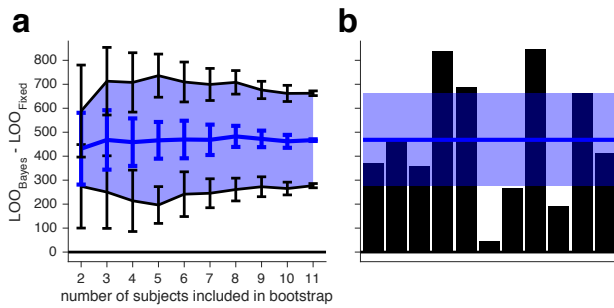 a
b
LOO_Bayes - LOO_Fixed
800
700
600
500
400
300
200
100
0
2 3 4 5 6 7 8 9 10 11
number of subjects included in bootstrap